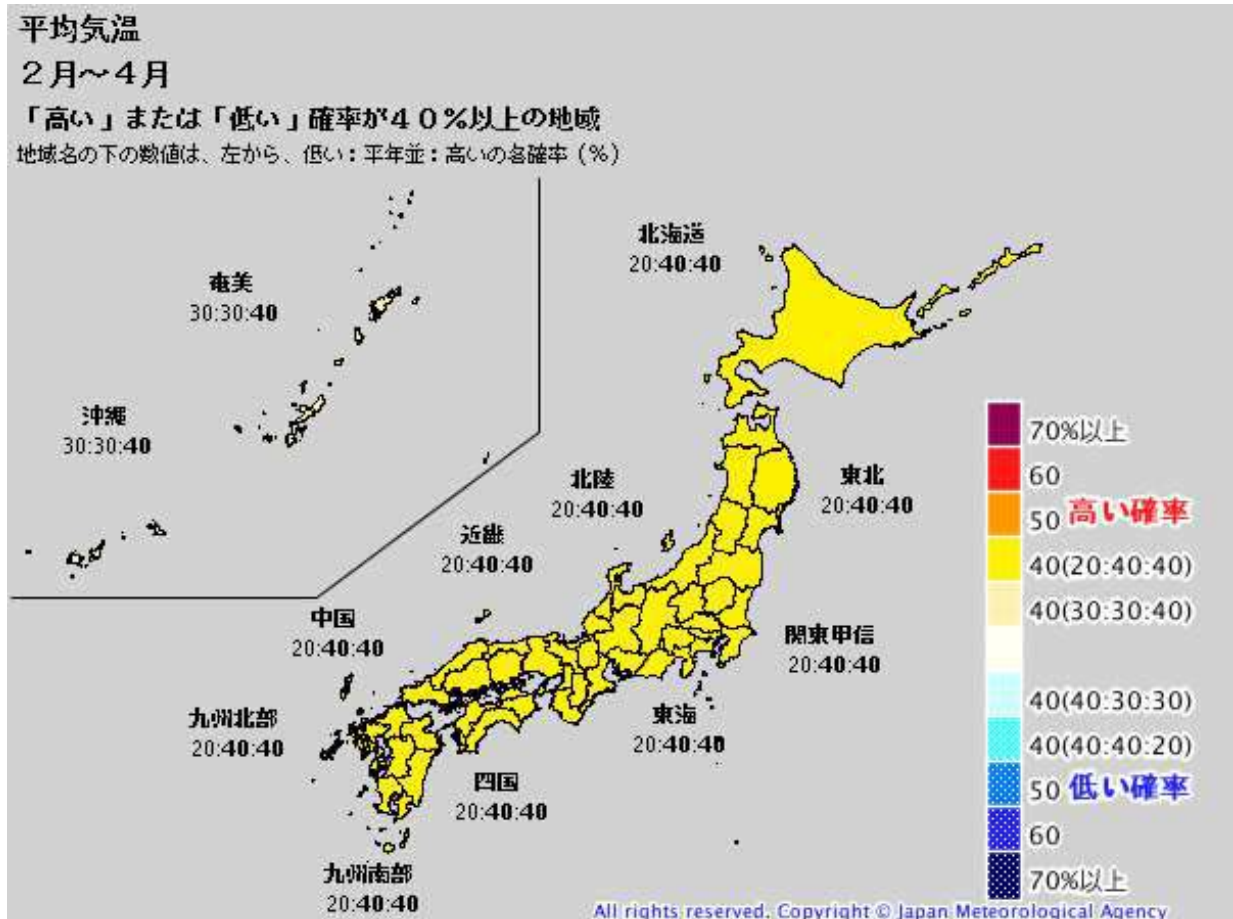 平均気温
２月～４月
「高い」または「低い」確率が４０％以上の地域
地域名の下の数値は、左から、低い：平年並：高いの各確率（％）
北海道
20:40:40
奄美
30:30:40
沖縄
30:30:40
北陸
20:40:40
東北
20:40:40
近畿
20:40:40
中国
20:40:40
関東甲信
20:40:40
九州北部
20:40:40
東海
20:40:40
四国
20:40:40
九州南部
20:40:40
70%以上
60
50 高い確率
40(20:40:40)
40(30:30:40)
40(40:30:30)
40(40:40:20)
50 低い確率
60
70%以上
All rights reserved. Copyright © Japan Meteorological Agency